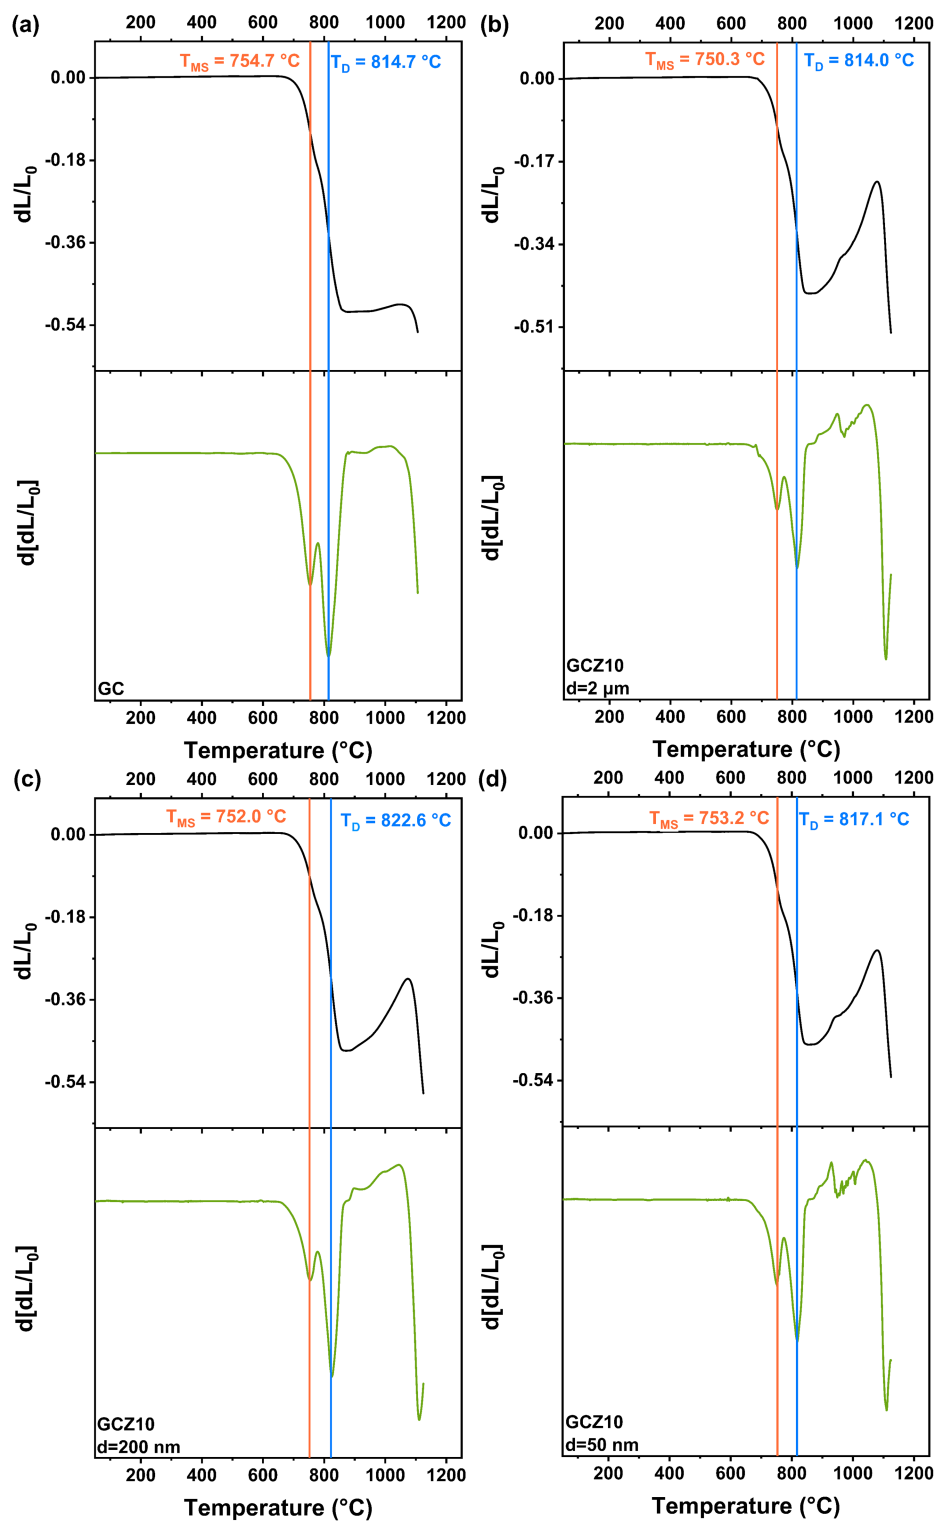 (a)
200 400 600 800 1000 1200
T_MS = 754.7 °C
T_D = 814.7 °C
0.00
-0.18
-0.36
-0.54
dL/L_0
d[dL/L_0]
GC
200 400 600 800 1000 1200
Temperature (°C)
(b)
200 400 600 800 1000 1200
T_MS = 750.3 °C
T_D = 814.0 °C
0.00
-0.17
-0.34
-0.51
dL/L_0
d[dL/L_0]
GCZ10
d=2 μm
200 400 600 800 1000 1200
Temperature (°C)
(c)
200 400 600 800 1000 1200
T_MS = 752.0 °C
T_D = 822.6 °C
0.00
-0.18
-0.36
-0.54
dL/L_0
d[dL/L_0]
GCZ10
d=200 nm
200 400 600 800 1000 1200
Temperature (°C)
(d)
200 400 600 800 1000 1200
T_MS = 753.2 °C
T_D = 817.1 °C
0.00
-0.18
-0.36
-0.54
dL/L_0
d[dL/L_0]
GCZ10
d=50 nm
200 400 600 800 1000 1200
Temperature (°C)